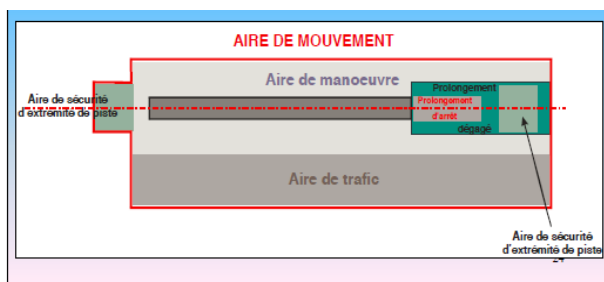 AIRE DE MOUVEMENT
Aire de manoeuvre
Aire de sécurité
d'extrémité de piste
Prolongement
Prolongement
d'arrêt
dégagé
Aire de trafic
Aire de sécurité
d'extrémité de piste